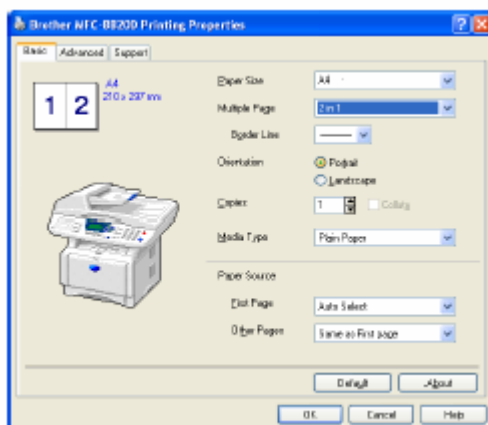 Brother MFC-8820D Printing Properties
Basic Advanced Support
1 2
A4
210 x 297 mm
Paper Size A4
Multiple Page 2 in 1
Border Line
Orientation Portrait
Landscape
Copies 1 Collate
Media Type Plain Paper
Paper Source
First Page Auto Select
Other Pages Same as First page
Default About
OK Cancel Help